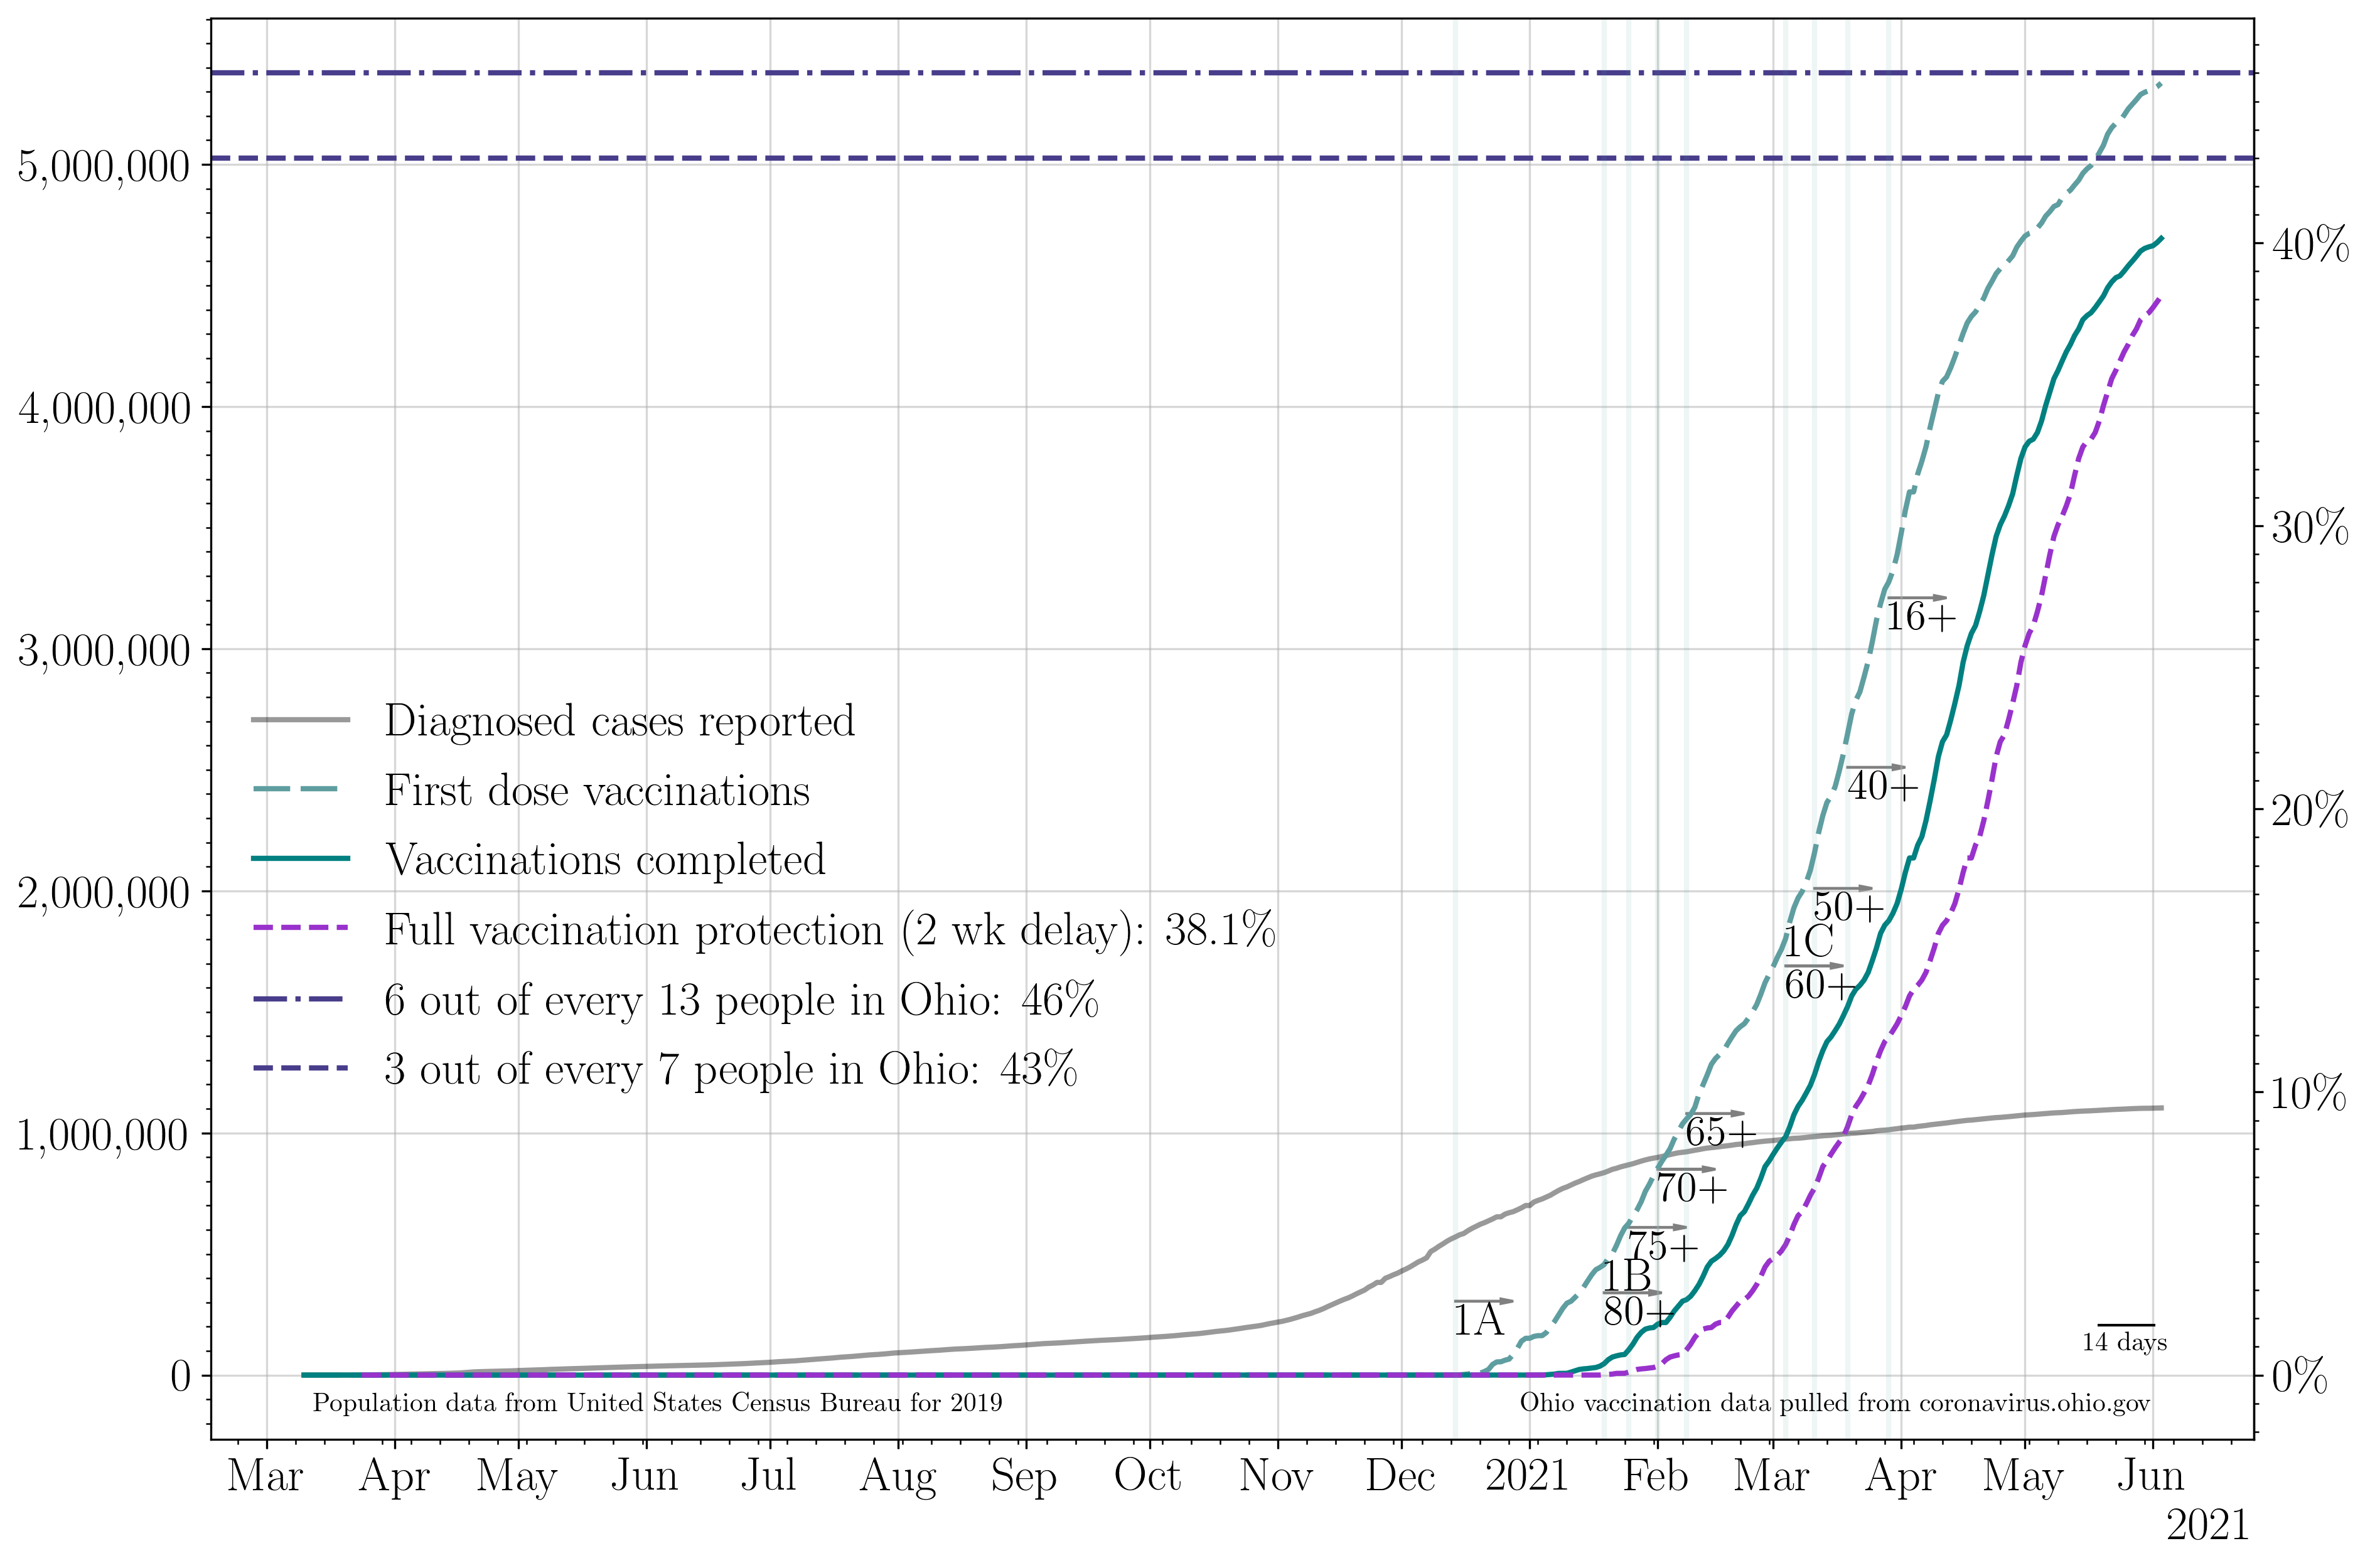 5,000,000
4,000,000
3,000,000
2,000,000
1,000,000
0
40%
30%
20%
10%
0%
Diagnosed cases reported
First dose vaccinations
Vaccinations completed
Full vaccination protection (2 wk delay): 38.1%
6 out of every 13 people in Ohio: 46%
3 out of every 7 people in Ohio: 43%
16+
40+
50+
1C
60+
65+
70+
75+
1B
80+
1A
14 days
Population data from United States Census Bureau for 2019
Ohio vaccination data pulled from coronavirus.ohio.gov
Mar Apr May Jun Jul Aug Sep Oct Nov Dec 2021 Feb Mar Apr May Jun
2021